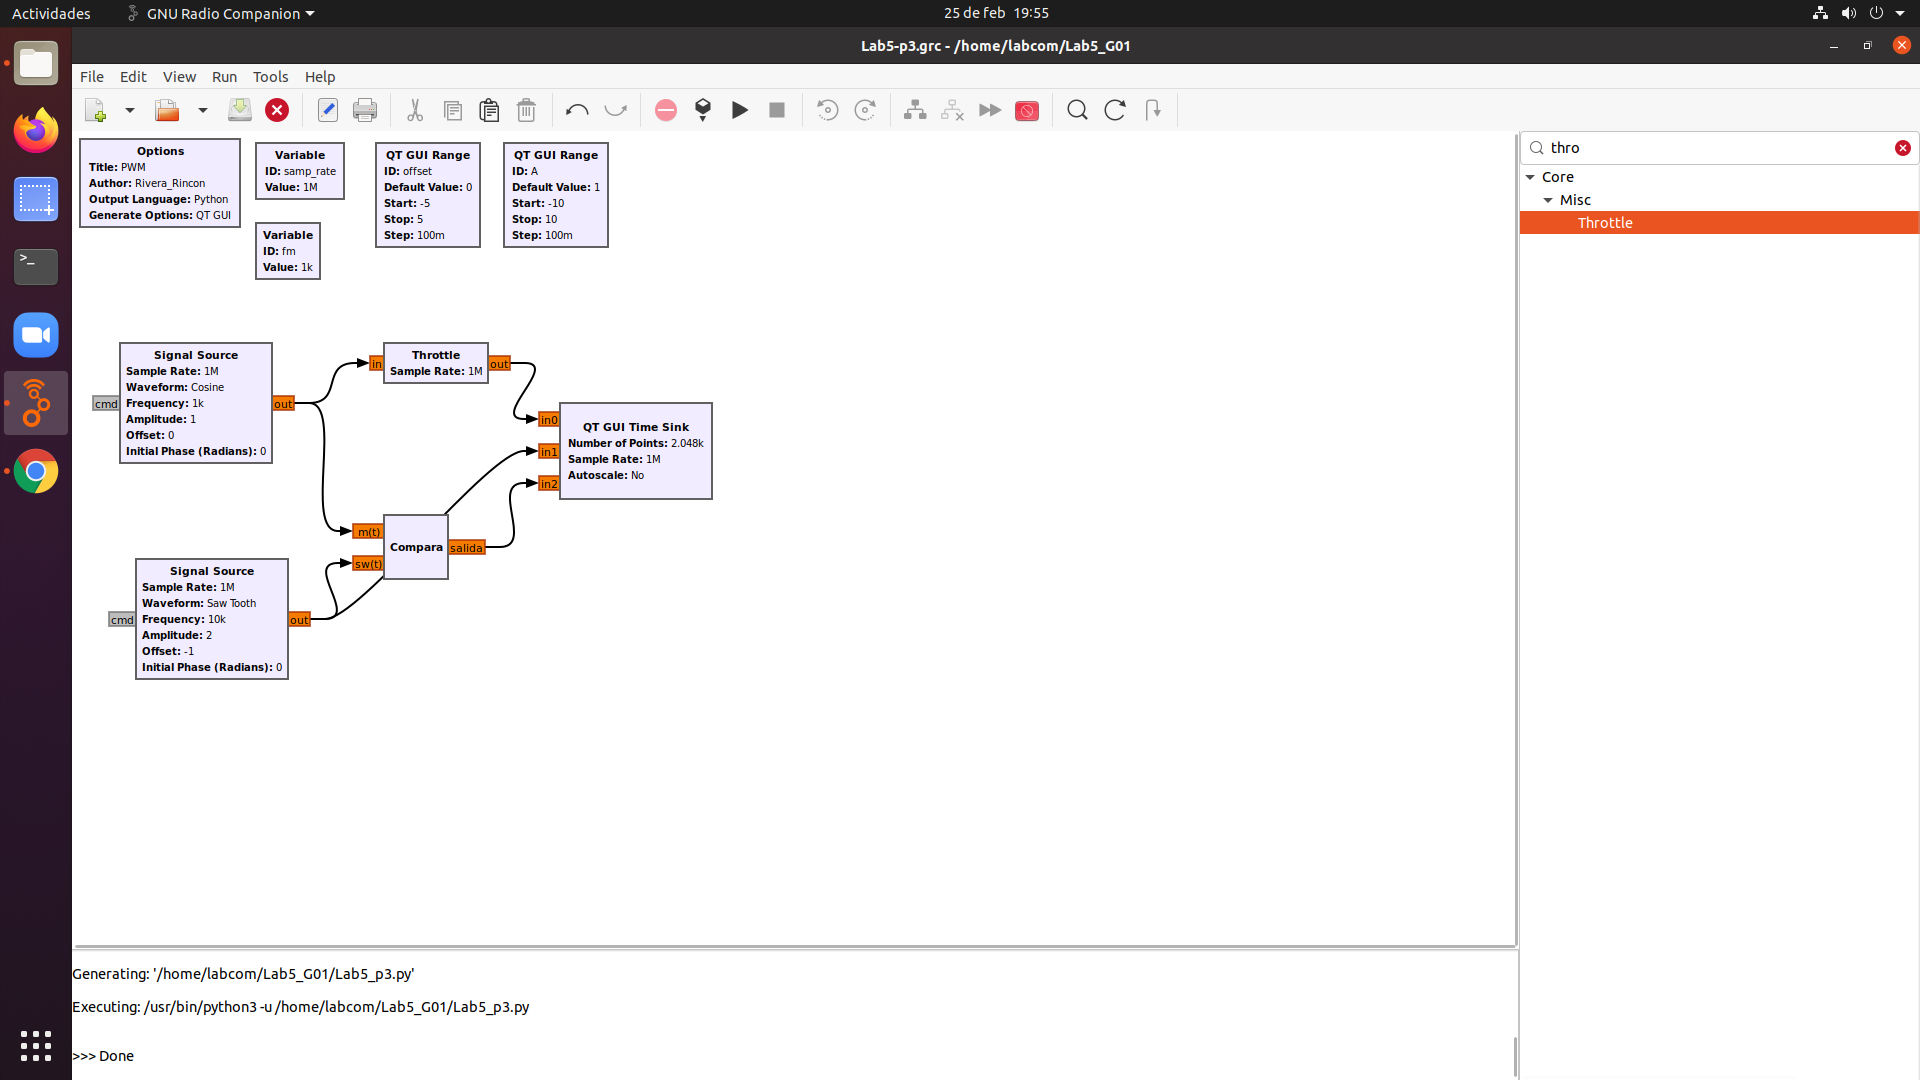 Actividades
GNU Radio Companion
25 de feb 19:55
Lab5-p3.grc - /home/labcom/Lab5_G01
File Edit View Run Tools Help
Options
Title: PWM
Author: Rivera_Rincon
Output Language: Python
Generate Options: QT GUI
Variable
ID: samp_rate
Value: 1M
Variable
ID: fm
Value: 1k
QT GUI Range
ID: offset
Default Value: 0
Start: -5
Stop: 5
Step: 100m
QT GUI Range
ID: A
Default Value: 1
Start: -10
Stop: 10
Step: 100m
thro
Core
Misc
Throttle
Signal Source
Sample Rate: 1M
Waveform: Cosine
Frequency: 1k
Amplitude: 1
Offset: 0
Initial Phase (Radians): 0
cmd
out
in
Throttle
Sample Rate: 1M
out
in0
in1
in2
QT GUI Time Sink
Number of Points: 2.048k
Sample Rate: 1M
Autoscale: No
m(t)
sw(t)
Compara
salida
Signal Source
Sample Rate: 1M
Waveform: Saw Tooth
Frequency: 10k
Amplitude: 2
Offset: -1
Initial Phase (Radians): 0
cmd
out
Generating: '/home/labcom/Lab5_G01/Lab5_p3.py'
Executing: /usr/bin/python3 -u /home/labcom/Lab5_G01/Lab5_p3.py
>>> Done